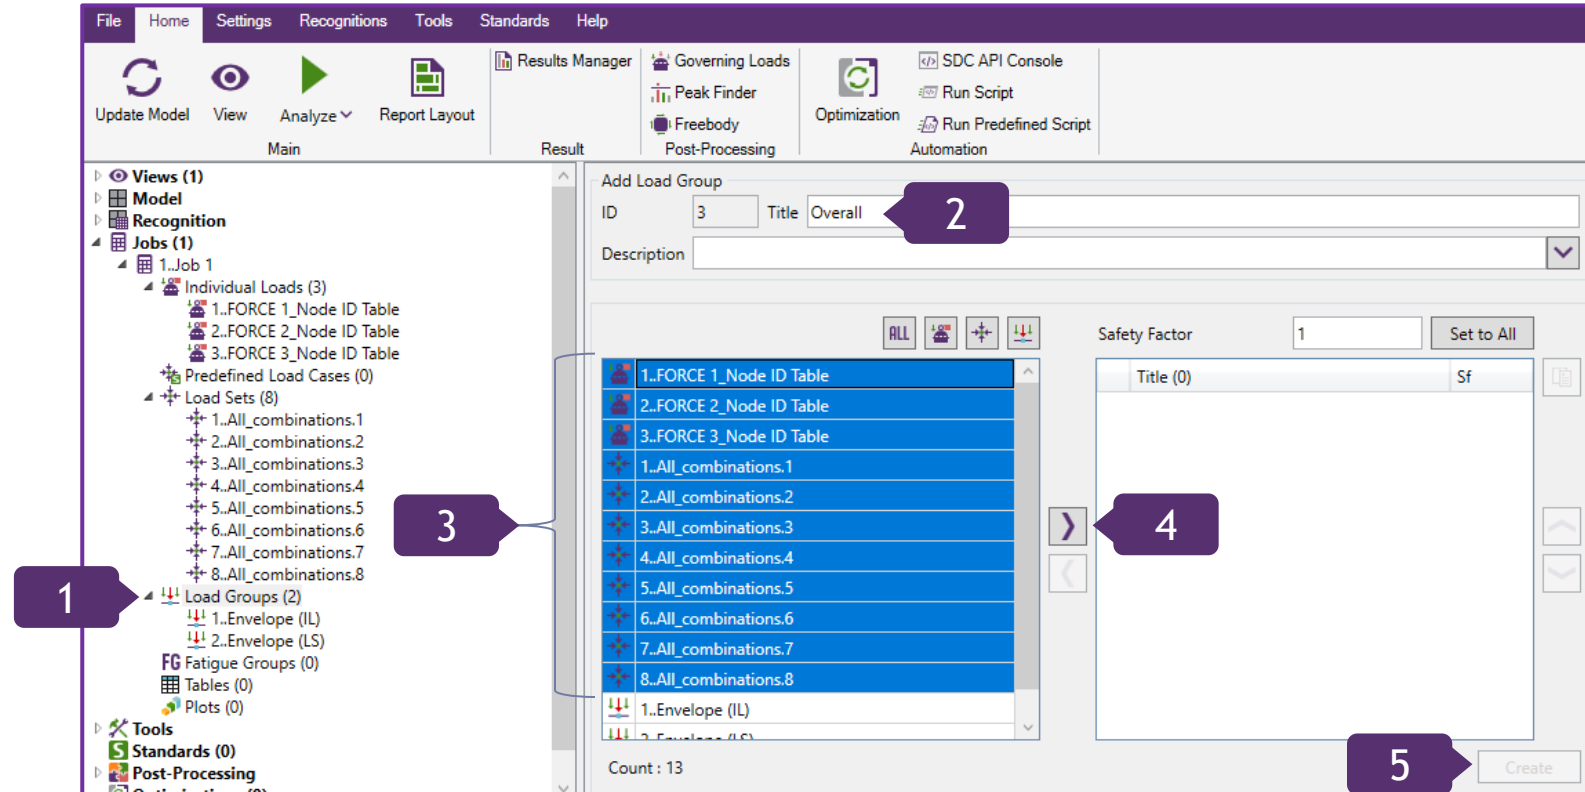 File Home Settings Recognitions Tools Standards Help
Update Model View Analyze Report Layout
Main
Results Manager
Result
Governing Loads
Peak Finder
Freebody
Post-Processing
Optimization
SDC API Console
Run Script
Run Predefined Script
Automation
Views (1)
Model
Recognition
Jobs (1)
1..Job 1
Individual Loads (3)
1..FORCE 1_Node ID Table
2..FORCE 2_Node ID Table
3..FORCE 3_Node ID Table
Predefined Load Cases (0)
Load Sets (8)
1..All_combinations.1
2..All_combinations.2
3..All_combinations.3
4..All_combinations.4
5..All_combinations.5
6..All_combinations.6
7..All_combinations.7
8..All_combinations.8
Load Groups (2)
1..Envelope (IL)
2..Envelope (LS)
FG Fatigue Groups (0)
Tables (0)
Plots (0)
Tools
S Standards (0)
Post-Processing
1
Add Load Group
ID 3 Title Overall
2
Description
ALL
Safety Factor 1 Set to All
1..FORCE 1_Node ID Table
2..FORCE 2_Node ID Table
3..FORCE 3_Node ID Table
1..All_combinations.1
2..All_combinations.2
3..All_combinations.3
4..All_combinations.4
5..All_combinations.5
6..All_combinations.6
7..All_combinations.7
8..All_combinations.8
1..Envelope (IL)
3
Title (0) Sf
4
Count : 13
5
Create